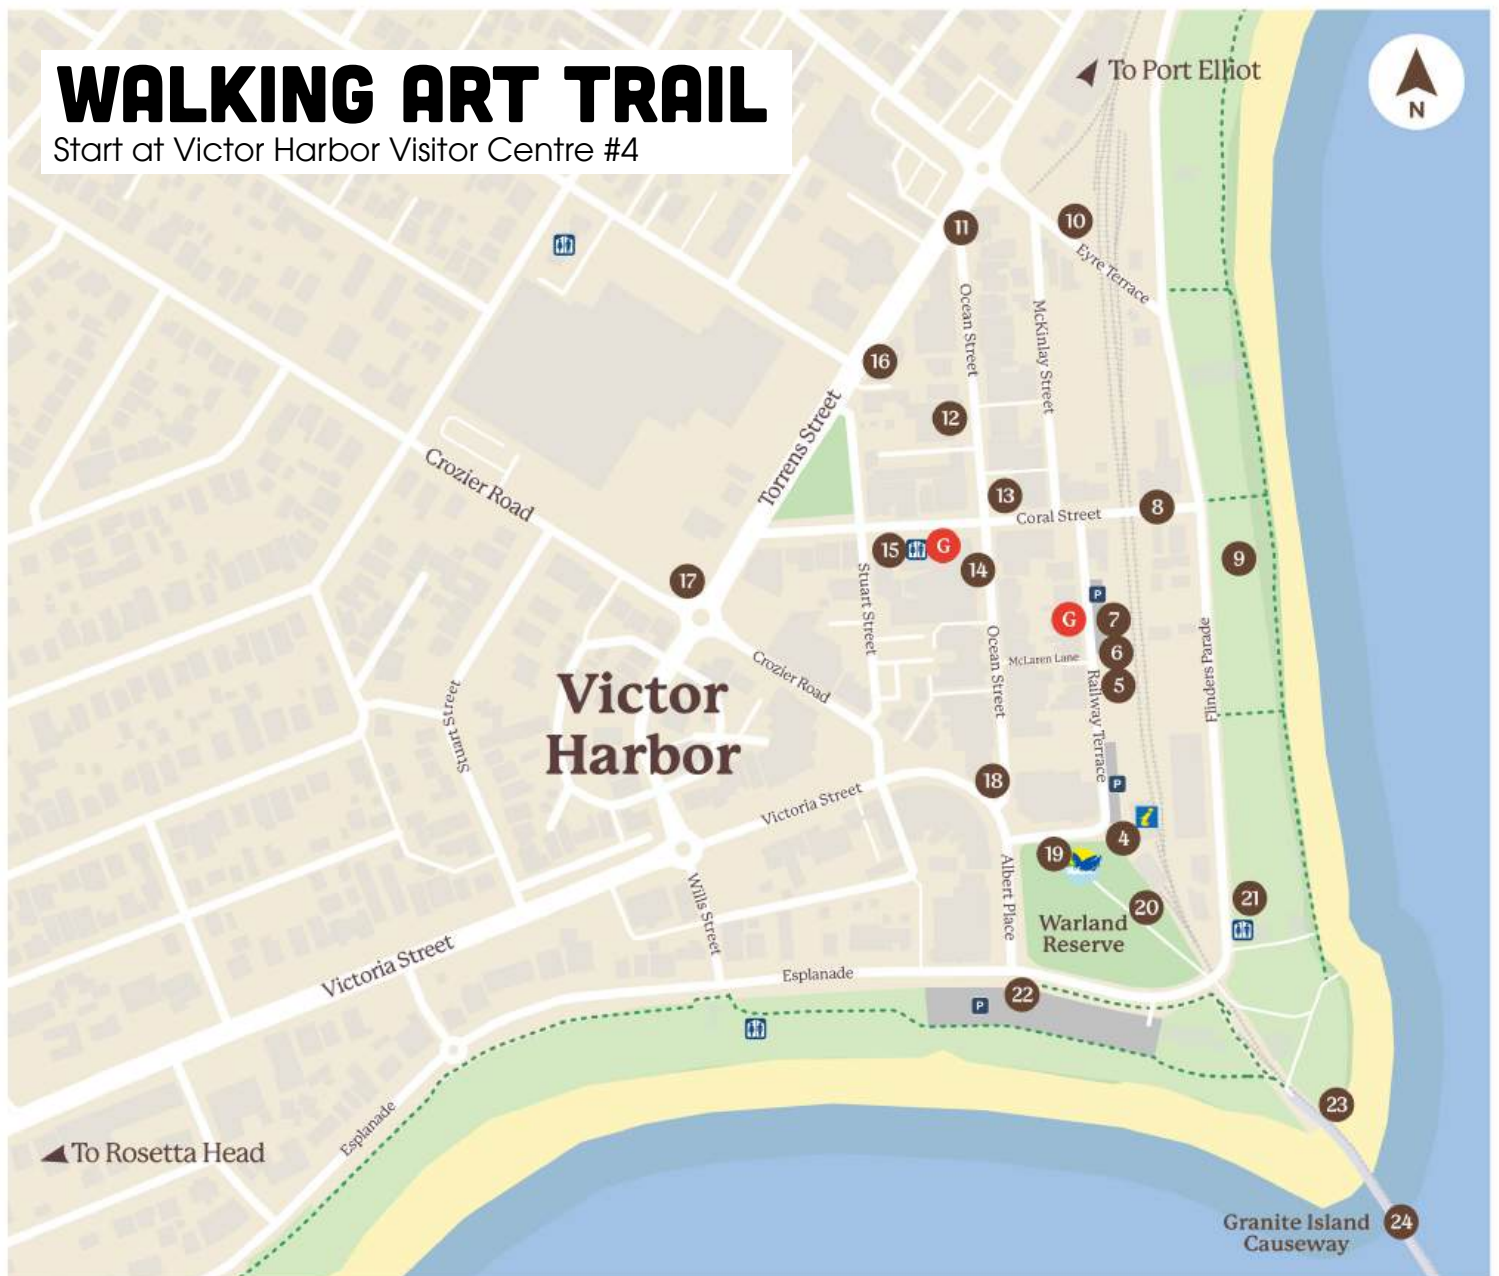 WALKING ART TRAIL
Start at Victor Harbor Visitor Centre #4
To Port Elliot
N
11
10
Eyre Terrace
Ocean Street
McKinlay Street
16
12
Torrens Street
Crozier Road
13
Coral Street
8
15
G
14
9
17
Stuart Street
P
G
7
6
5
Ocean Street
McLaren Lane
Railway Terrace
Flinders Parade
Crozier Road
Victor
Harbor
Stuart Street
18
P
Victoria Street
i
4
19
Albert Place
Wills Street
20
21
Warland
Reserve
Victoria Street
Esplanade
22
P
23
Esplanade
To Rosetta Head
Granite Island
Causeway
24